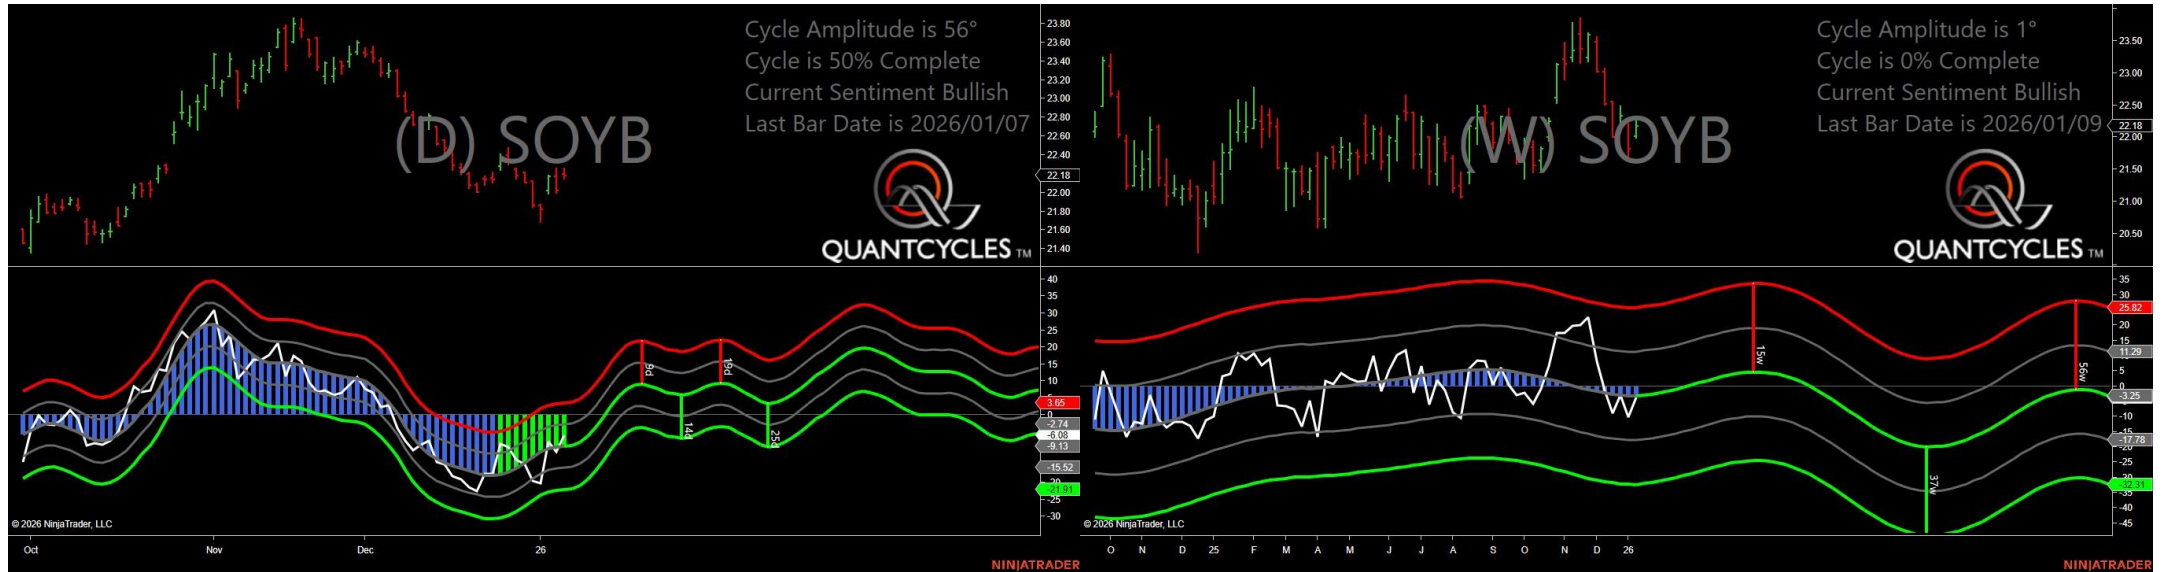 Cycle Amplitude is 56°
Cycle is 50% Complete
Current Sentiment Bullish
Last Bar Date is 2026/01/07
(D) SOYB
QUANTCYCLES TM
23.80
23.60
23.40
23.20
23.00
22.80
22.60
22.40
22.18
22.00
21.80
21.60
21.40
40
35
30
25
20
15
10
5
3.65
0
-2.74
-6.08
-9.13
-15.52
-21.91
-25
-30
9d
14d
19d
25d
© 2026 NinjaTrader, LLC
Oct
Nov
Dec
26
NINJATRADER
Cycle Amplitude is 1°
Cycle is 0% Complete
Current Sentiment Bullish
Last Bar Date is 2026/01/09
(W) SOYB
QUANTCYCLES TM
23.50
23.00
22.50
22.18
22.00
21.50
21.00
20.50
35
30
25.82
20
15
11.29
5
0
-3.25
-10
-17.78
-20
-25
-32.31
-35
-40
-45
15w
37w
56w
© 2026 NinjaTrader, LLC
O
N
D
25
F
M
A
M
J
J
A
S
O
N
D
26
NINJATRADER